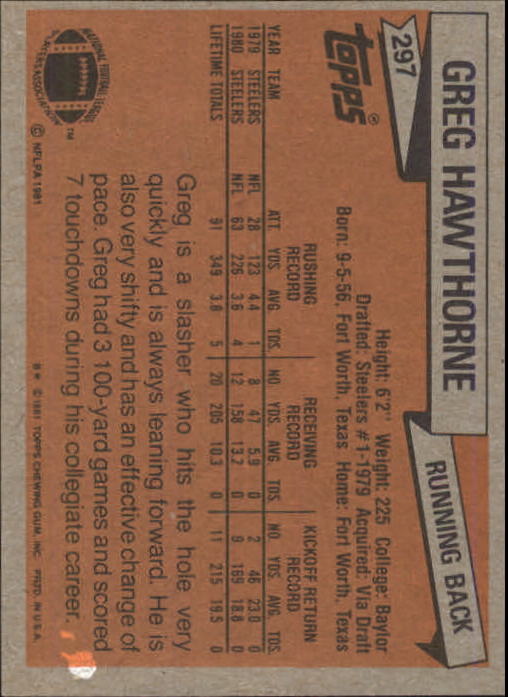 GREG HAWTHORNE
RUNNING BACK
297
TOPPS®
Height: 6'2" Weight: 225 College: Baylor
Drafted: Steelers #1-1979 Acquired: Via Draft
Born: 9-5-56, Fort Worth, Texas Home: Fort Worth, Texas
RUSHING RECORD RECEIVING RECORD KICKOFF RETURN RECORD
YEAR TEAM ATT. YDS. AVG. TDS. NO. YDS. AVG. TDS. NO. YDS. AVG. TDS.
1979 STEELERS NFL 28 123 4.4 1 8 47 5.9 0 2 46 23.0 0
1980 STEELERS NFL 63 226 3.6 4 12 158 13.2 0 9 169 18.8 0
LIFETIME TOTALS 91 349 3.8 5 20 205 10.3 0 11 215 19.5 0
Greg is a slasher who hits the hole very
quickly and is always leaning forward. He is
also very shifty and has an effective change of
pace. Greg had 3 100-yard games and scored
7 touchdowns during his collegiate career.
NATIONAL FOOTBALL LEAGUE
PLAYERS ASSOCIATION
™
© NFLPA 1981
B* © 1981 TOPPS CHEWING GUM, INC. PRTD. IN U.S.A.